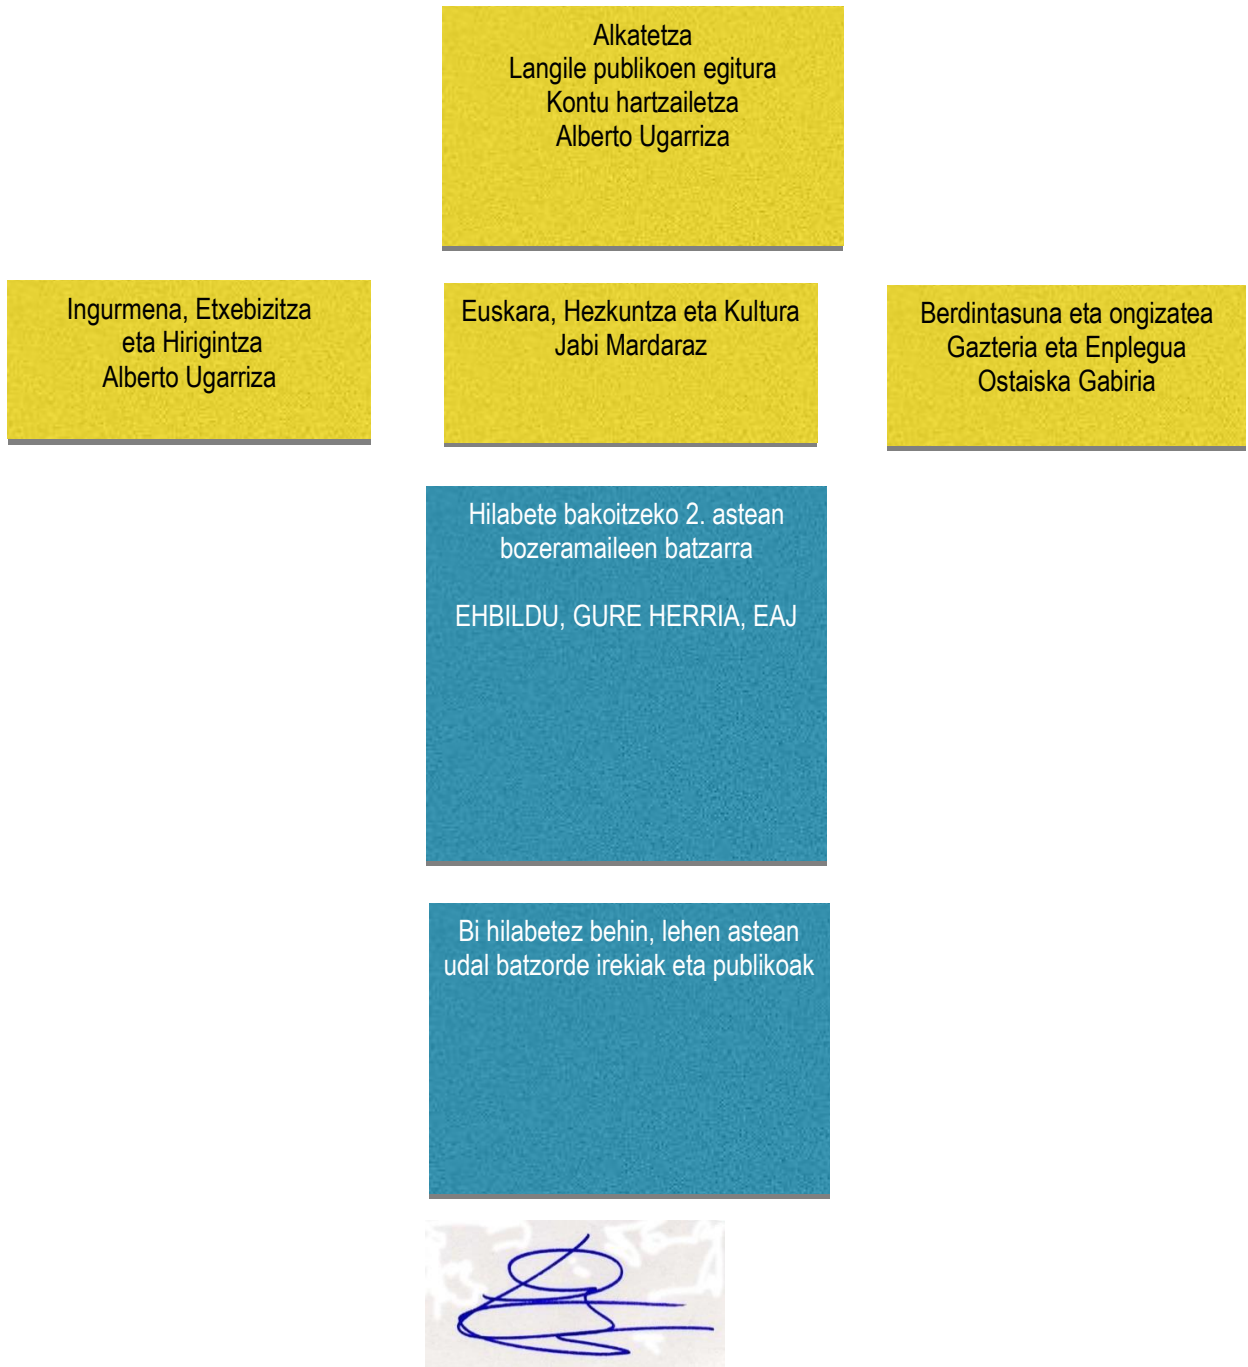 Alkatetza
Langile publikoen egitura
Kontu hartzailetza
Alberto Ugarriza
Ingurmena, Etxebizitza
eta Hirigintza
Alberto Ugarriza
Euskara, Hezkuntza eta Kultura
Jabi Mardaraz
Berdintasuna eta ongizatea
Gazteria eta Enplegua
Ostaiska Gabiria
Hilabete bakoitzeko 2. astean
bozeramaileen batzarra
EHBILDU, GURE HERRIA, EAJ
Bi hilabetez behin, lehen astean
udal batzorde irekiak eta publikoak